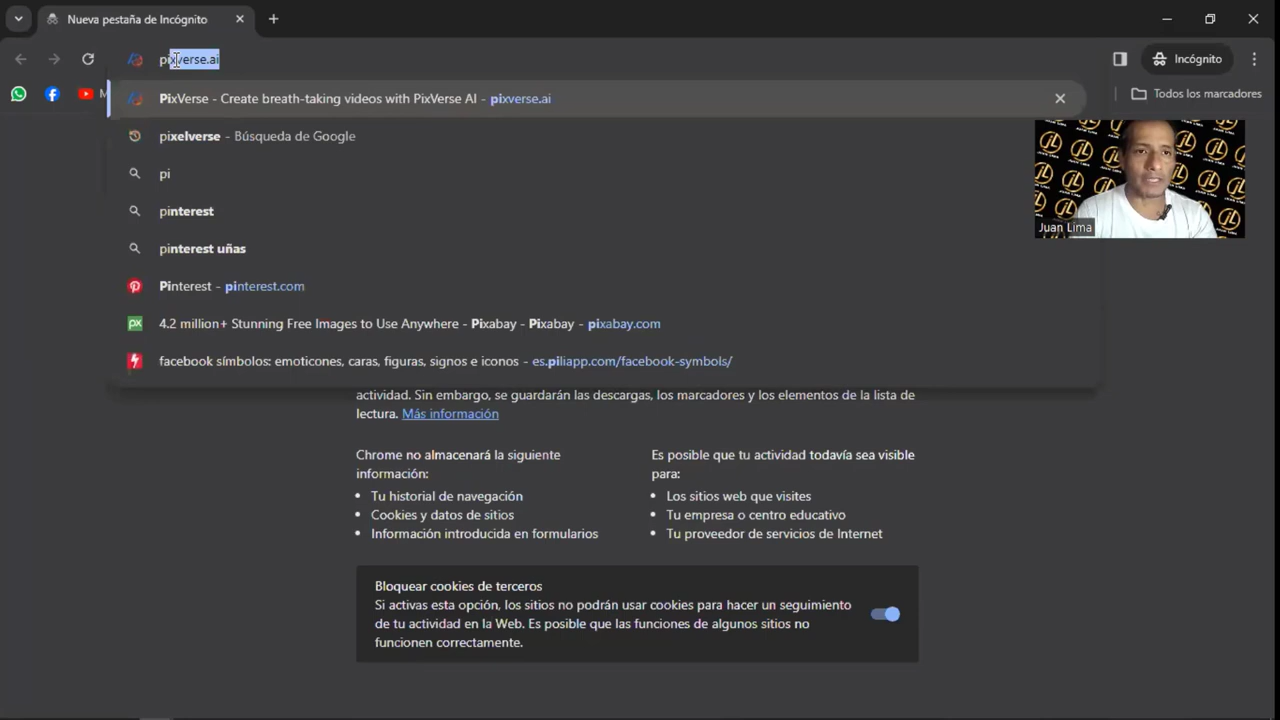 Nueva pestaña de Incógnito
pixverse.ai
Incógnito
M
Todos los marcadores
PixVerse - Create breath-taking videos with PixVerse AI - pixverse.ai
pixelverse - Búsqueda de Google
pi
pinterest
pinterest uñas
Pinterest - pinterest.com
4.2 million+ Stunning Free Images to Use Anywhere - Pixabay - Pixabay - pixabay.com
facebook símbolos: emoticones, caras, figuras, signos e iconos - es.piliapp.com/facebook-symbols/
Juan Lima
actividad. Sin embargo, se guardarán las descargas, los marcadores y los elementos de la lista de
lectura. Más información
Chrome no almacenará la siguiente
información:
• Tu historial de navegación
• Cookies y datos de sitios
• Información introducida en formularios
Es posible que tu actividad todavía sea visible
para:
• Los sitios web que visites
• Tu empresa o centro educativo
• Tu proveedor de servicios de Internet
Bloquear cookies de terceros
Si activas esta opción, los sitios no podrán usar cookies para hacer un seguimiento
de tu actividad en la Web. Es posible que las funciones de algunos sitios no
funcionen correctamente.